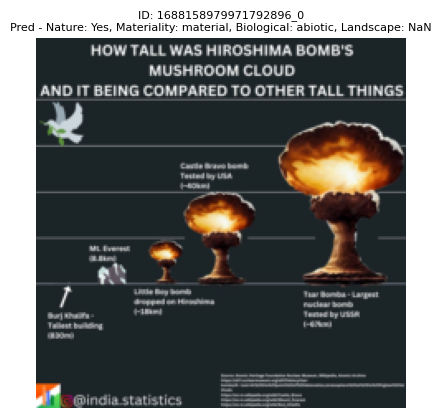 ID: 1688158979971792896_0
Pred - Nature: Yes, Materiality: material, Biological: abiotic, Landscape: NaN
HOW TALL WAS HIROSHIMA BOMB'S
MUSHROOM CLOUD
AND IT BEING COMPARED TO OTHER TALL THINGS
Castle Bravo bomb
Tested by USA
(~40km)
Mt. Everest
(8.8km)
Little Boy bomb
dropped on Hiroshima
(~18km)
Tsar Bomba - Largest
nuclear bomb
Tested by USSR
(~67km)
Burj Khalifa -
Tallest building
(830m)
@india.statistics